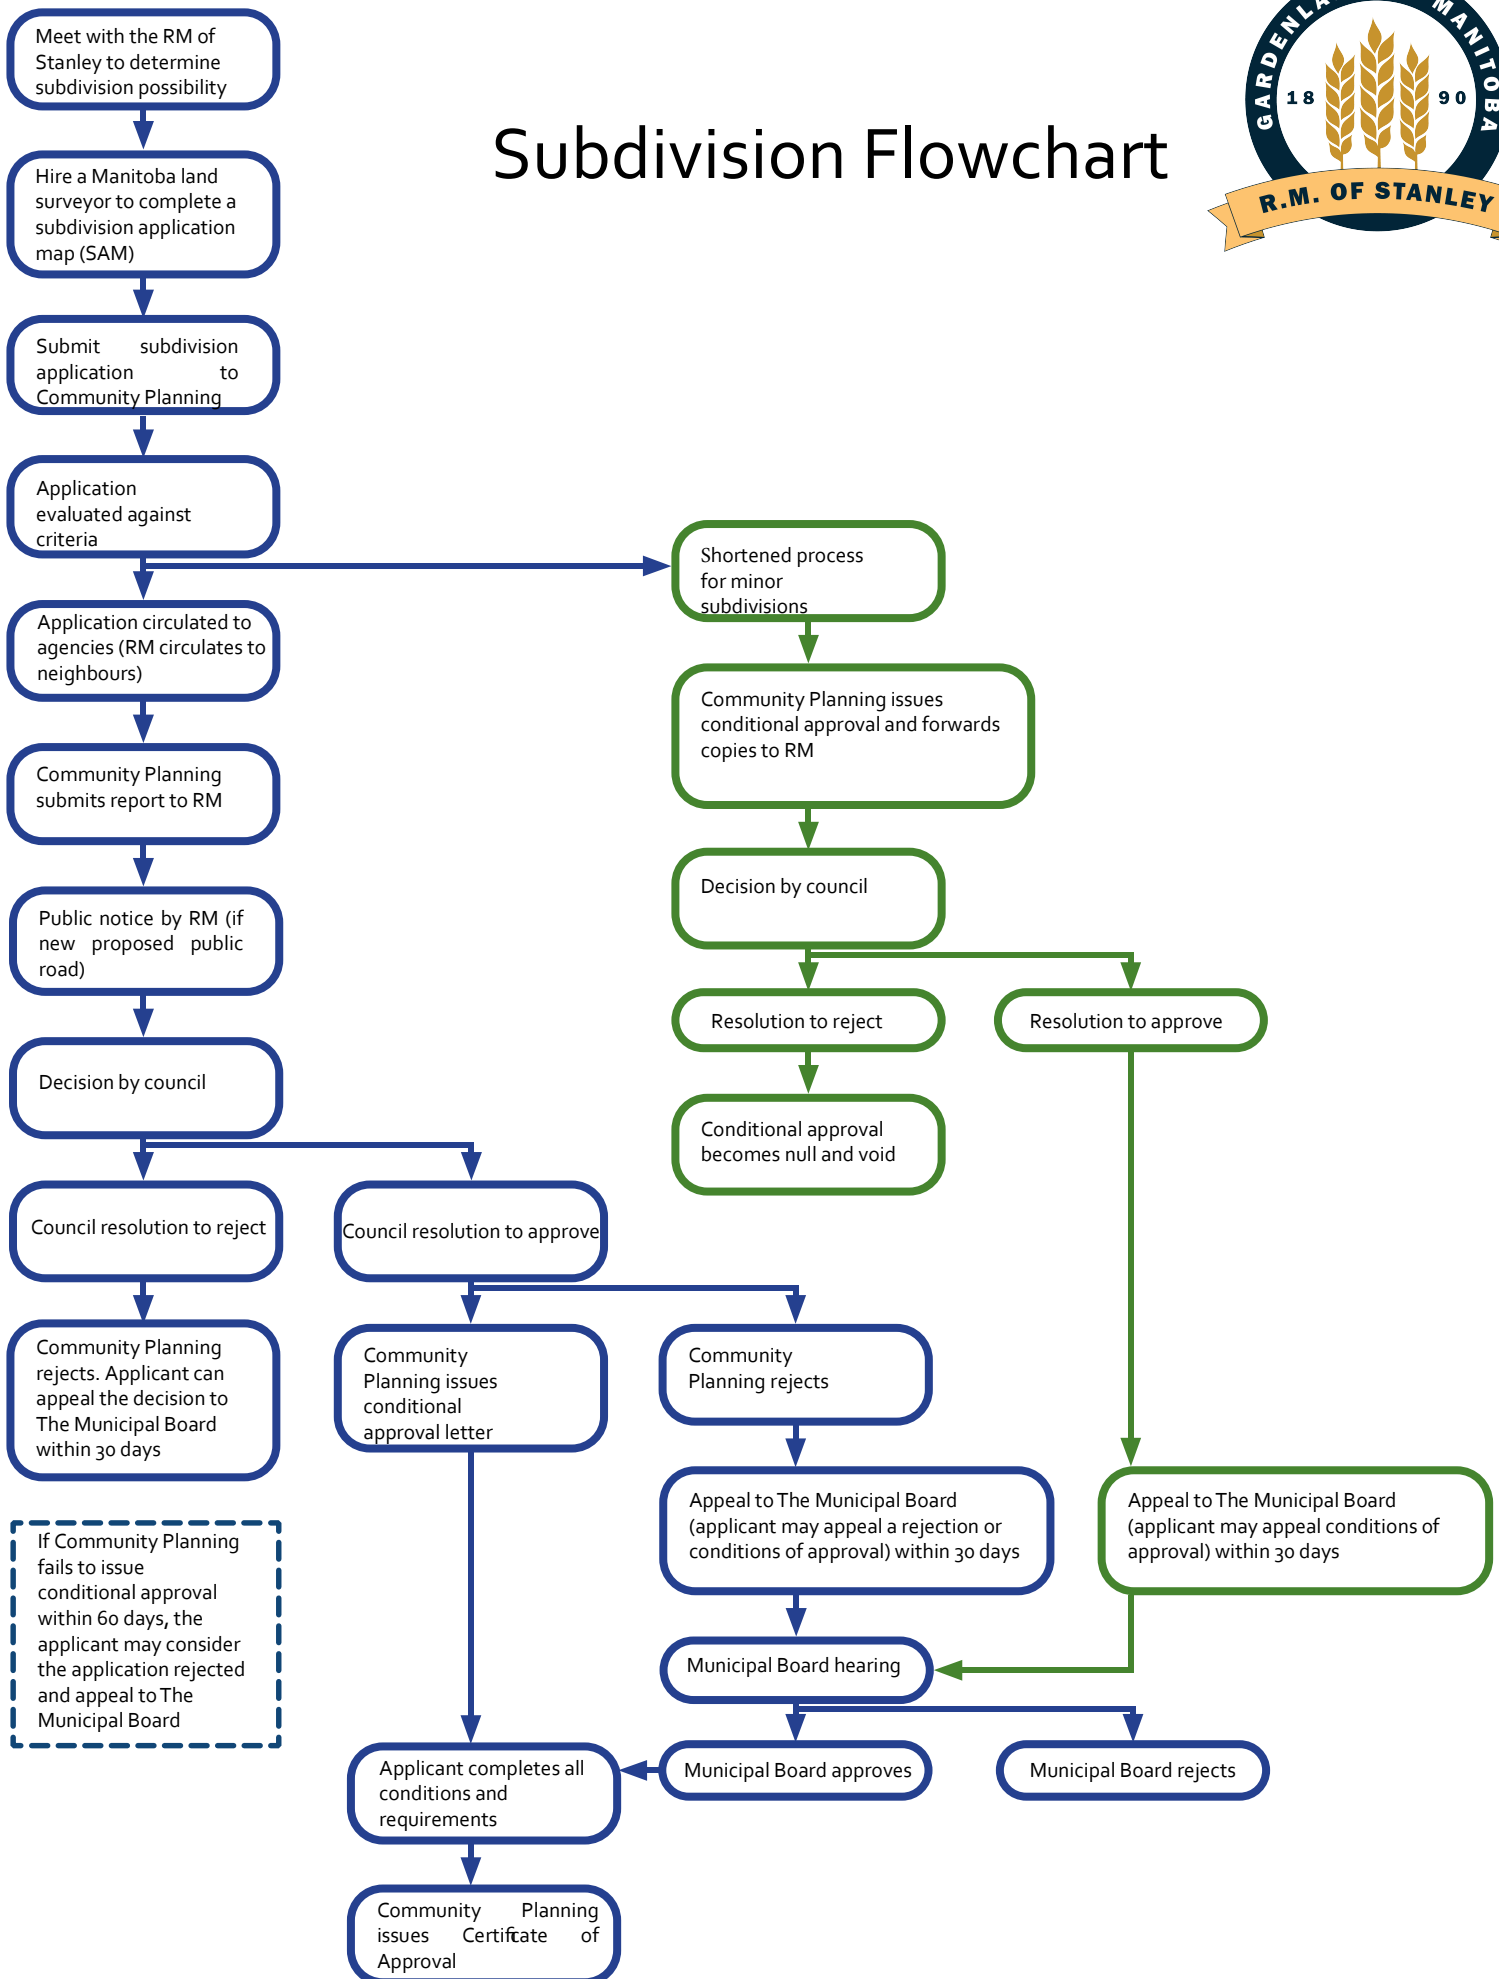 Meet with the RM of
Stanley to determine
subdivision possibility
Subdivision Flowchart
MANITOBA
18
90
R.M. OF STANLEY
Hire a Manitoba land
surveyor to complete a
subdivision application
map (SAM)
Submit subdivision
application to
Community Planning
Application
evaluated against
criteria
Shortened process
for minor
subdivisions
Application circulated to
agencies (RM circulates to
neighbours)
Community Planning issues
conditional approval and forwards
copies to RM
Community Planning
submits report to RM
Decision by council
Public notice by RM (if
new proposed public
road)
Resolution to reject
Resolution to approve
Decision by council
Conditional approval
becomes null and void
Council resolution to reject
Council resolution to approve
Community Planning
rejects. Applicant can
appeal the decision to
The Municipal Board
within 30 days
Community
Planning issues
conditional
approval letter
Community
Planning rejects
Appeal to The Municipal Board
(applicant may appeal a rejection or
conditions of approval) within 30 days
Appeal to The Municipal Board
(applicant may appeal conditions of
approval) within 30 days
If Community Planning
fails to issue
conditional approval
within 60 days, the
applicant may consider
the application rejected
and appeal to The
Municipal Board
Municipal Board hearing
Applicant completes all
conditions and
requirements
Municipal Board approves
Municipal Board rejects
Community Planning
issues Certificate of
Approval